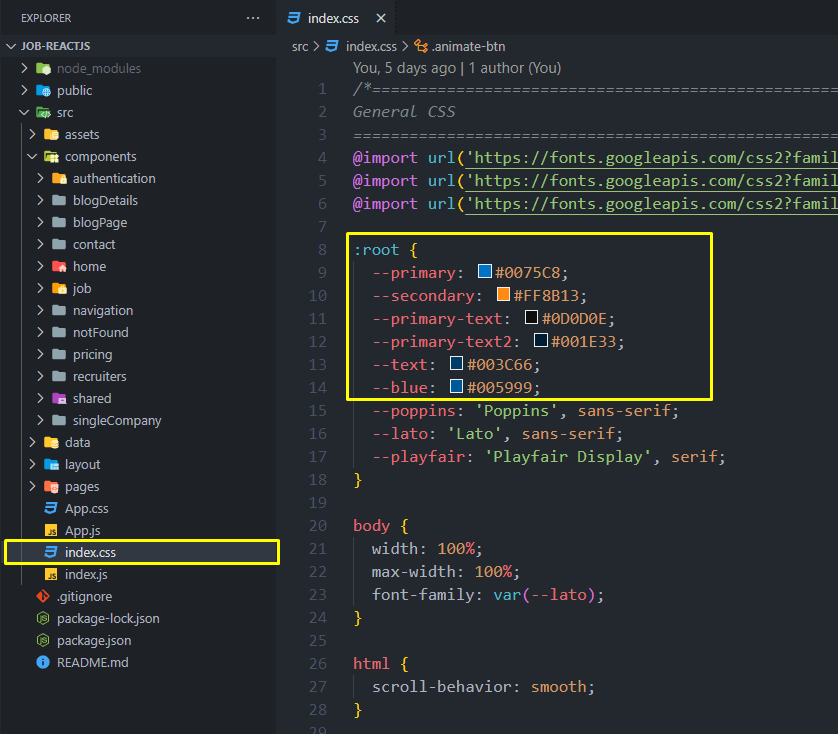 EXPLORER
JOB-REACTJS
node_modules
public
src
assets
components
authentication
blogDetails
blogPage
contact
home
job
navigation
notFound
pricing
recruiters
shared
singleCompany
data
layout
pages
App.css
App.js
index.css
index.js
.gitignore
package-lock.json
package.json
README.md
index.css
src > index.css > .animate-btn
You, 5 days ago | 1 author (You)
1 /*==================================================
2 General CSS
3 ====================================================
4 @import url('https://fonts.googleapis.com/css2?famil
5 @import url('https://fonts.googleapis.com/css2?famil
6 @import url('https://fonts.googleapis.com/css2?famil
7
8 :root {
9 --primary: #0075C8;
10 --secondary: #FF8B13;
11 --primary-text: #0D0D0E;
12 --primary-text2: #001E33;
13 --text: #003C66;
14 --blue: #005999;
15 --poppins: 'Poppins', sans-serif;
16 --lato: 'Lato', sans-serif;
17 --playfair: 'Playfair Display', serif;
18 }
19
20 body {
21 width: 100%;
22 max-width: 100%;
23 font-family: var(--lato);
24 }
25
26 html {
27 scroll-behavior: smooth;
28 }
29